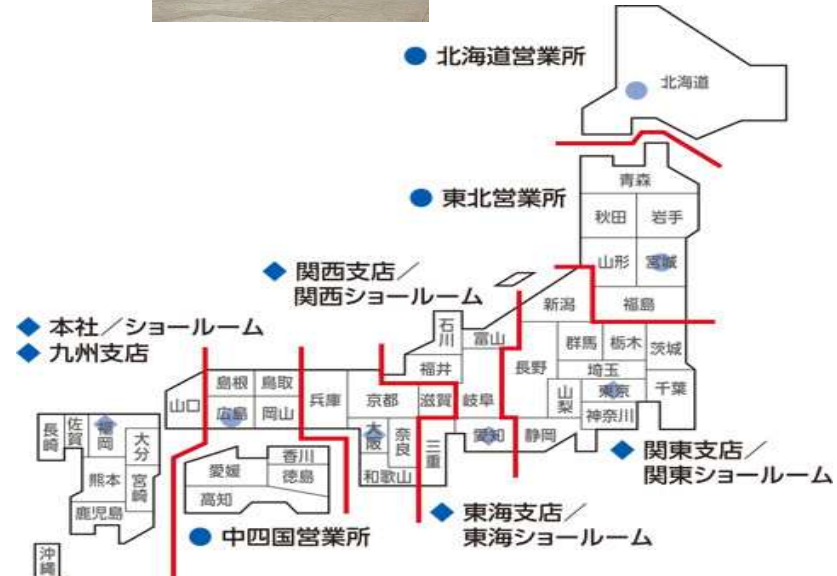 北海道営業所
北海道
東北営業所
青森
秋田
岩手
山形
宮城
福島
関西支店／
関西ショールーム
本社／ショールーム
九州支店
新潟
石川
富山
群馬
栃木
茨城
福井
長野
埼玉
島根
鳥取
兵庫
京都
滋賀
岐阜
山梨
東京
千葉
山口
広島
岡山
大阪
奈良
三重
愛知
静岡
神奈川
長崎
佐賀
福岡
大分
香川
愛媛
徳島
和歌山
関東支店／
関東ショールーム
熊本
宮崎
高知
鹿児島
東海支店／
東海ショールーム
中四国営業所
沖縄